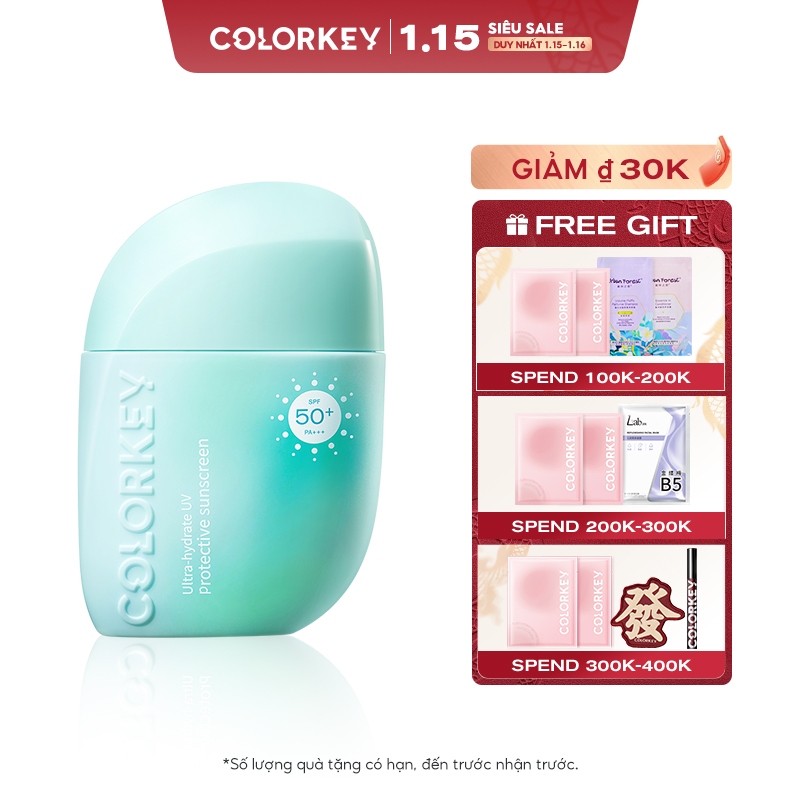 COLORKEY
1.15
SIÊU SALE
DUY NHẤT 1.15-1.16
GIẢM ₫ 30K
FREE GIFT
COLORKEY
COLORKEY
SPEND 100K-200K
COLORKEY
COLORKEY
Lab
B5
SPEND 200K-300K
COLORKEY
COLORKEY
發
COLORKEY
COLORKEY
SPEND 300K-400K
COLORKEY
SPF
50+
PA+++
Ultra-hydrate UV
protective sunscreen
*Số lượng quà tặng có hạn, đến trước nhận trước.